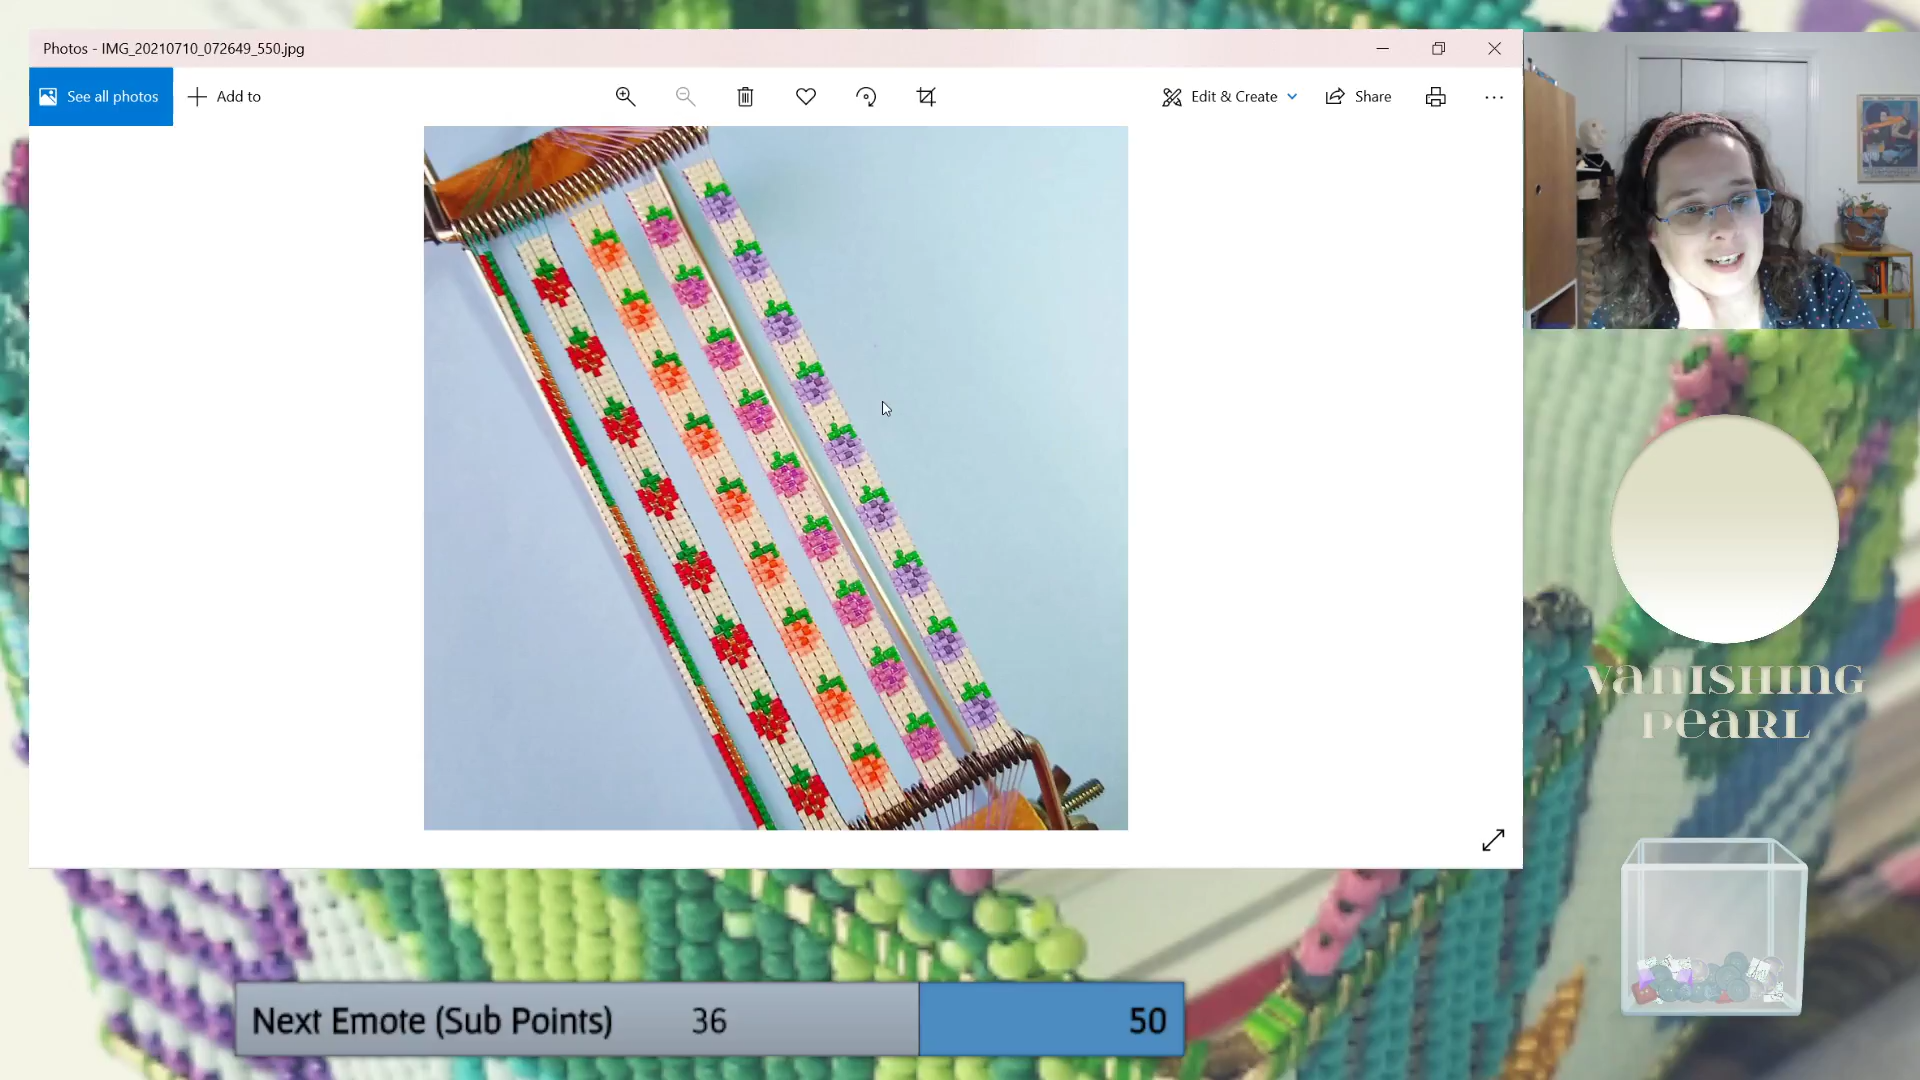 Photos - IMG_20210710_072649_550.jpg
See all photos
Add to
Edit & Create
Share
VanISHING
PeaRL
Next Emote (Sub Points) 36 50